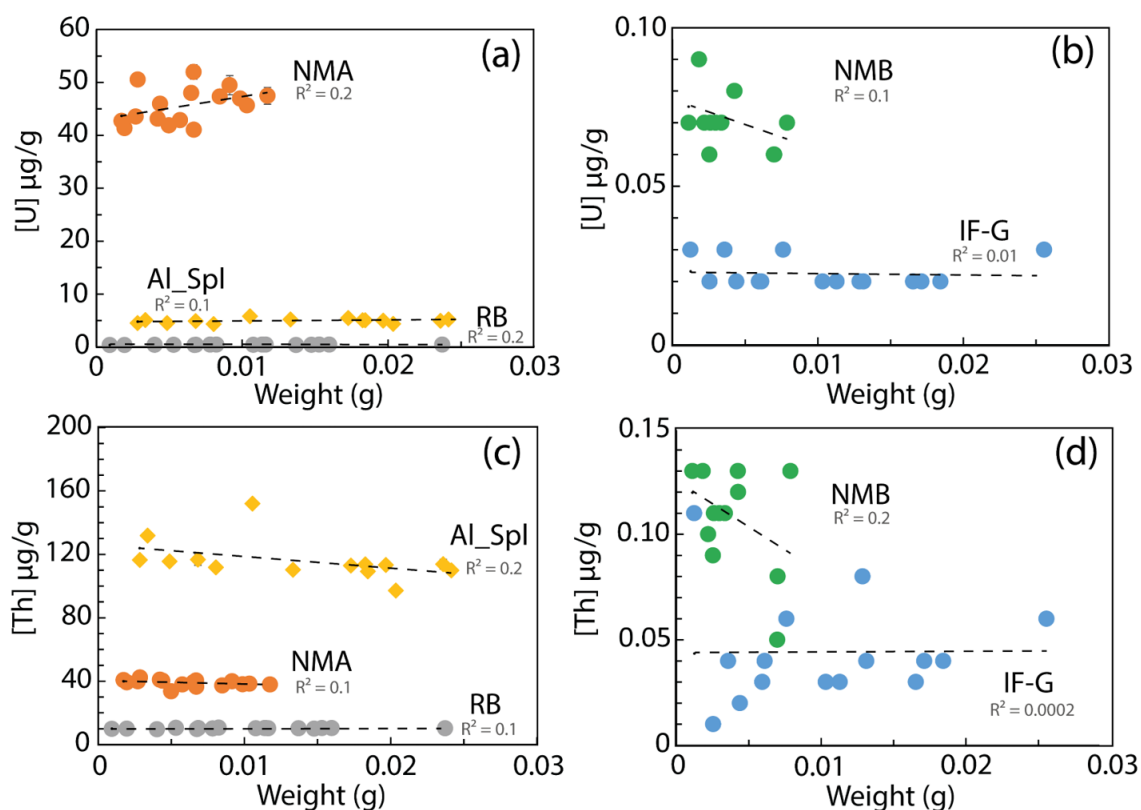 (a)
[U] µg/g
60
50
40
30
20
10
0
NMA
R² = 0.2
Al_Spl
R² = 0.1
RB
R² = 0.2
0
0.01
0.02
0.03
Weight (g)
(b)
[U] µg/g
0.10
0.05
0
NMB
R² = 0.1
IF-G
R² = 0.01
0
0.01
0.02
0.03
Weight (g)
(c)
[Th] µg/g
200
160
120
80
40
0
Al_Spl
R² = 0.2
NMA
R² = 0.1
RB
R² = 0.1
0
0.01
0.02
0.03
Weight (g)
(d)
[Th] µg/g
0.15
0.10
0.05
0
NMB
R² = 0.2
IF-G
R² = 0.0002
0
0.01
0.02
0.03
Weight (g)